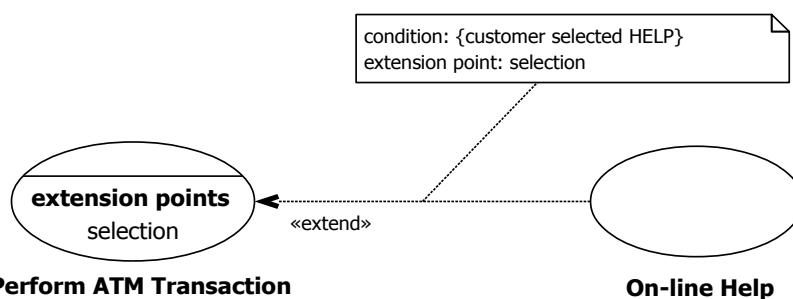 condition: {customer selected HELP}
extension point: selection
extension points
selection
«extend»
Perform ATM Transaction
On-line Help